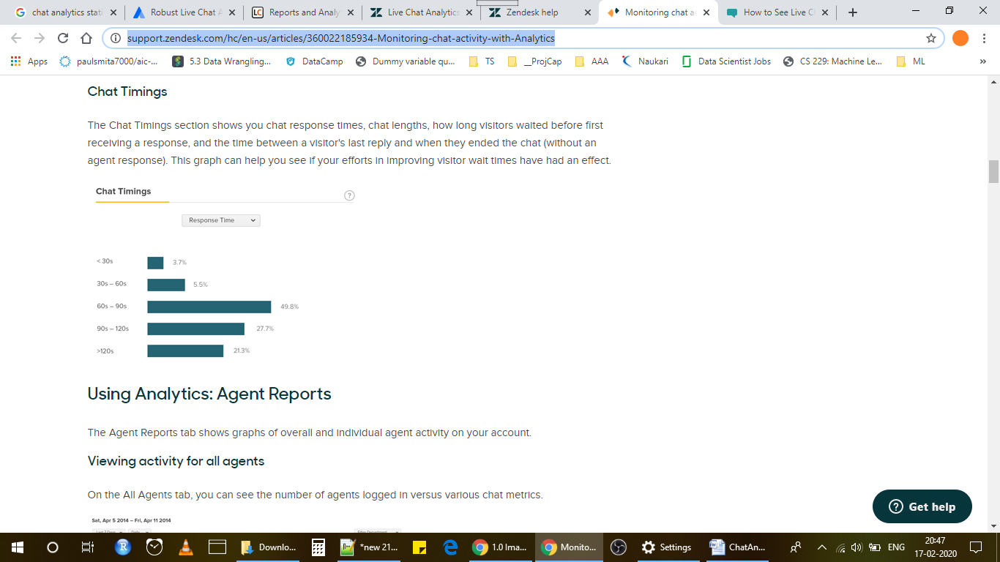 chat analytics stati
Robust Live Chat A
Reports and Analy
Live Chat Analytics
Zendesk help
Monitoring chat a
How to See Live C
support.zendesk.com/hc/en-us/articles/360022185934-Monitoring-chat-activity-with-Analytics
Apps
paulsmita7000/aic-...
5.3 Data Wrangling...
DataCamp
Dummy variable qu...
TS
__ProjCap
AAA
Naukari
Data Scientist Jobs
CS 229: Machine Le...
ML
»
Chat Timings
The Chat Timings section shows you chat response times, chat lengths, how long visitors waited before first
receiving a response, and the time between a visitor's last reply and when they ended the chat (without an
agent response). This graph can help you see if your efforts in improving visitor wait times have had an effect.
Chat Timings
?
Response Time
< 30s 3.7%
30s – 60s 5.5%
60s – 90s 49.8%
90s – 120s 27.7%
>120s 21.3%
Using Analytics: Agent Reports
The Agent Reports tab shows graphs of overall and individual agent activity on your account.
Viewing activity for all agents
On the All Agents tab, you can see the number of agents logged in versus various chat metrics.
Sat, Apr 5 2014 – Fri, Apr 11 2014
Last 7 Days
Daily
Filter Department
? Get help
Downlo...
*new 21...
1.0 Ima...
Monito...
Settings
ChatAn...
ENG
20:47
17-02-2020